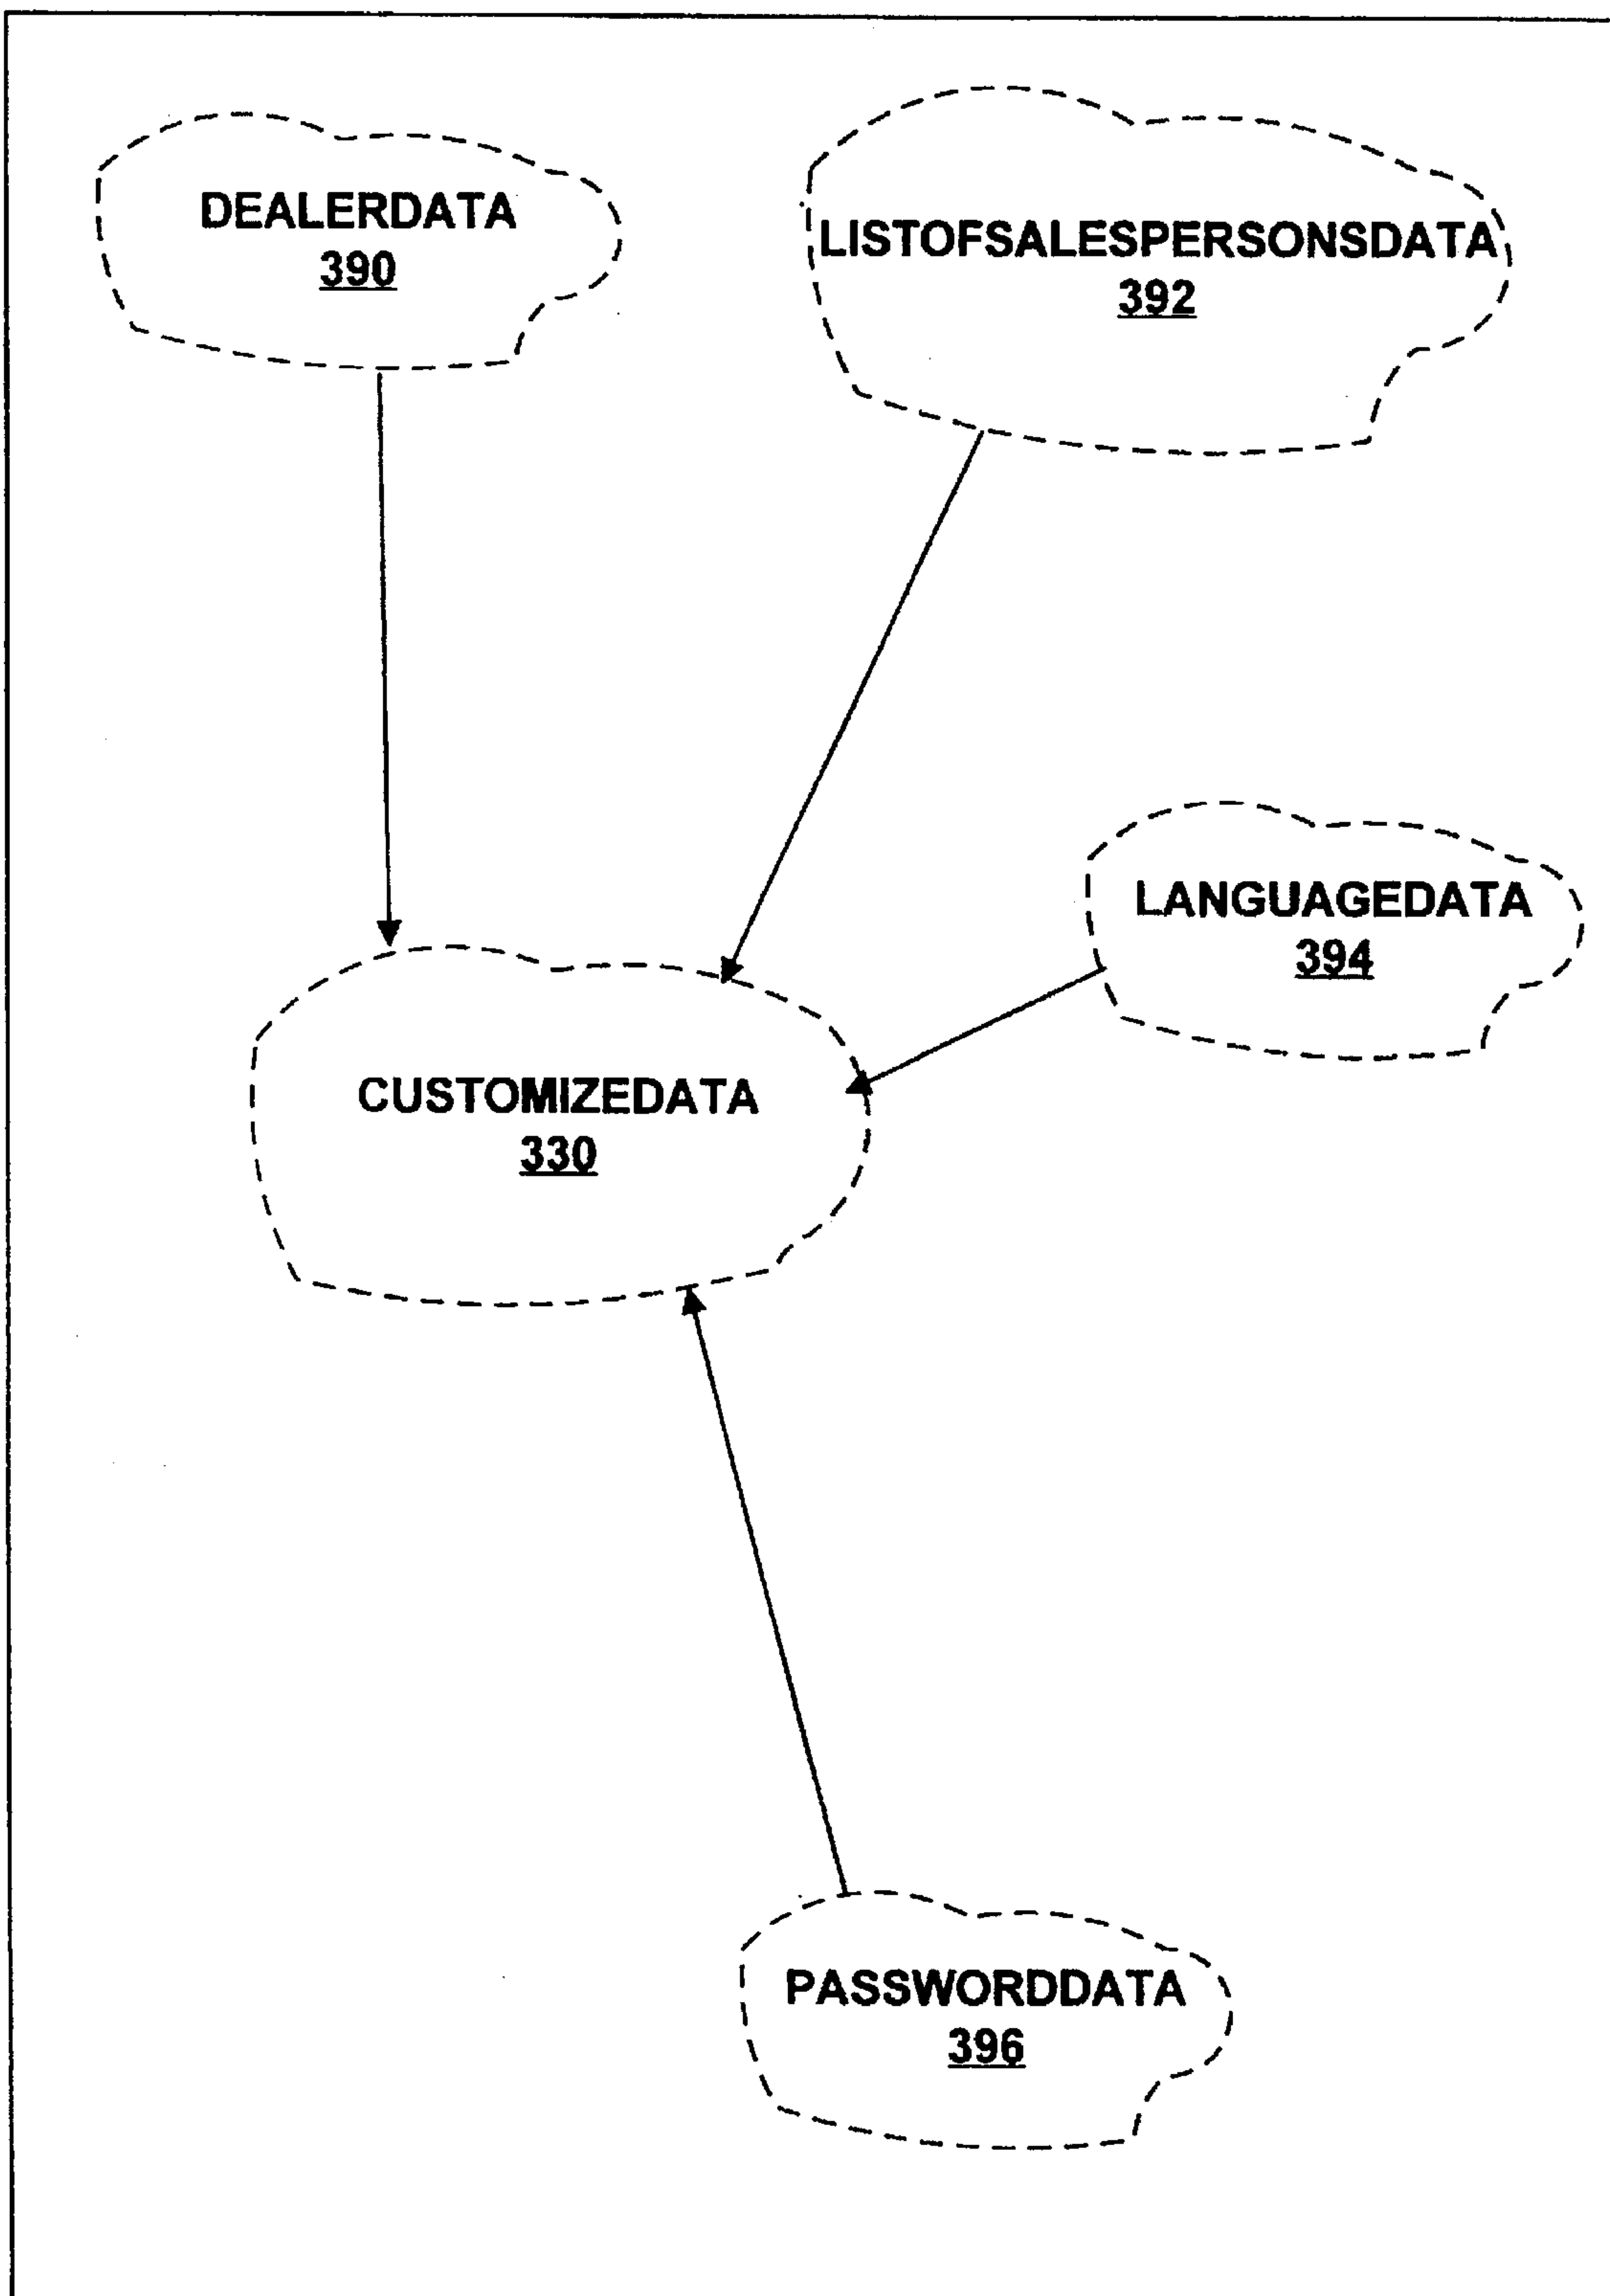 DEALERDATA
390
LISTOFSALESPERSONSDATA
392
LANGUAGEDATA
394
CUSTOMIZEDATA
330
PASSWORDDATA
396